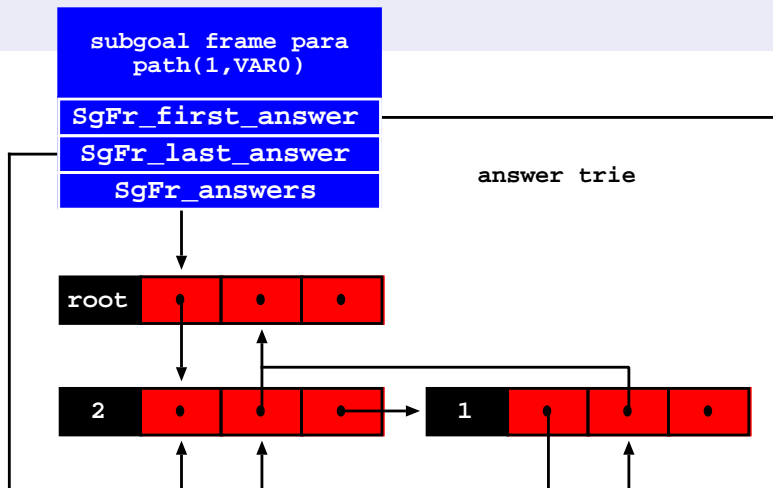 subgoal frame para
path(1,VAR0)
SgFr_first_answer
SgFr_last_answer
SgFr_answers
answer trie
root
2
1